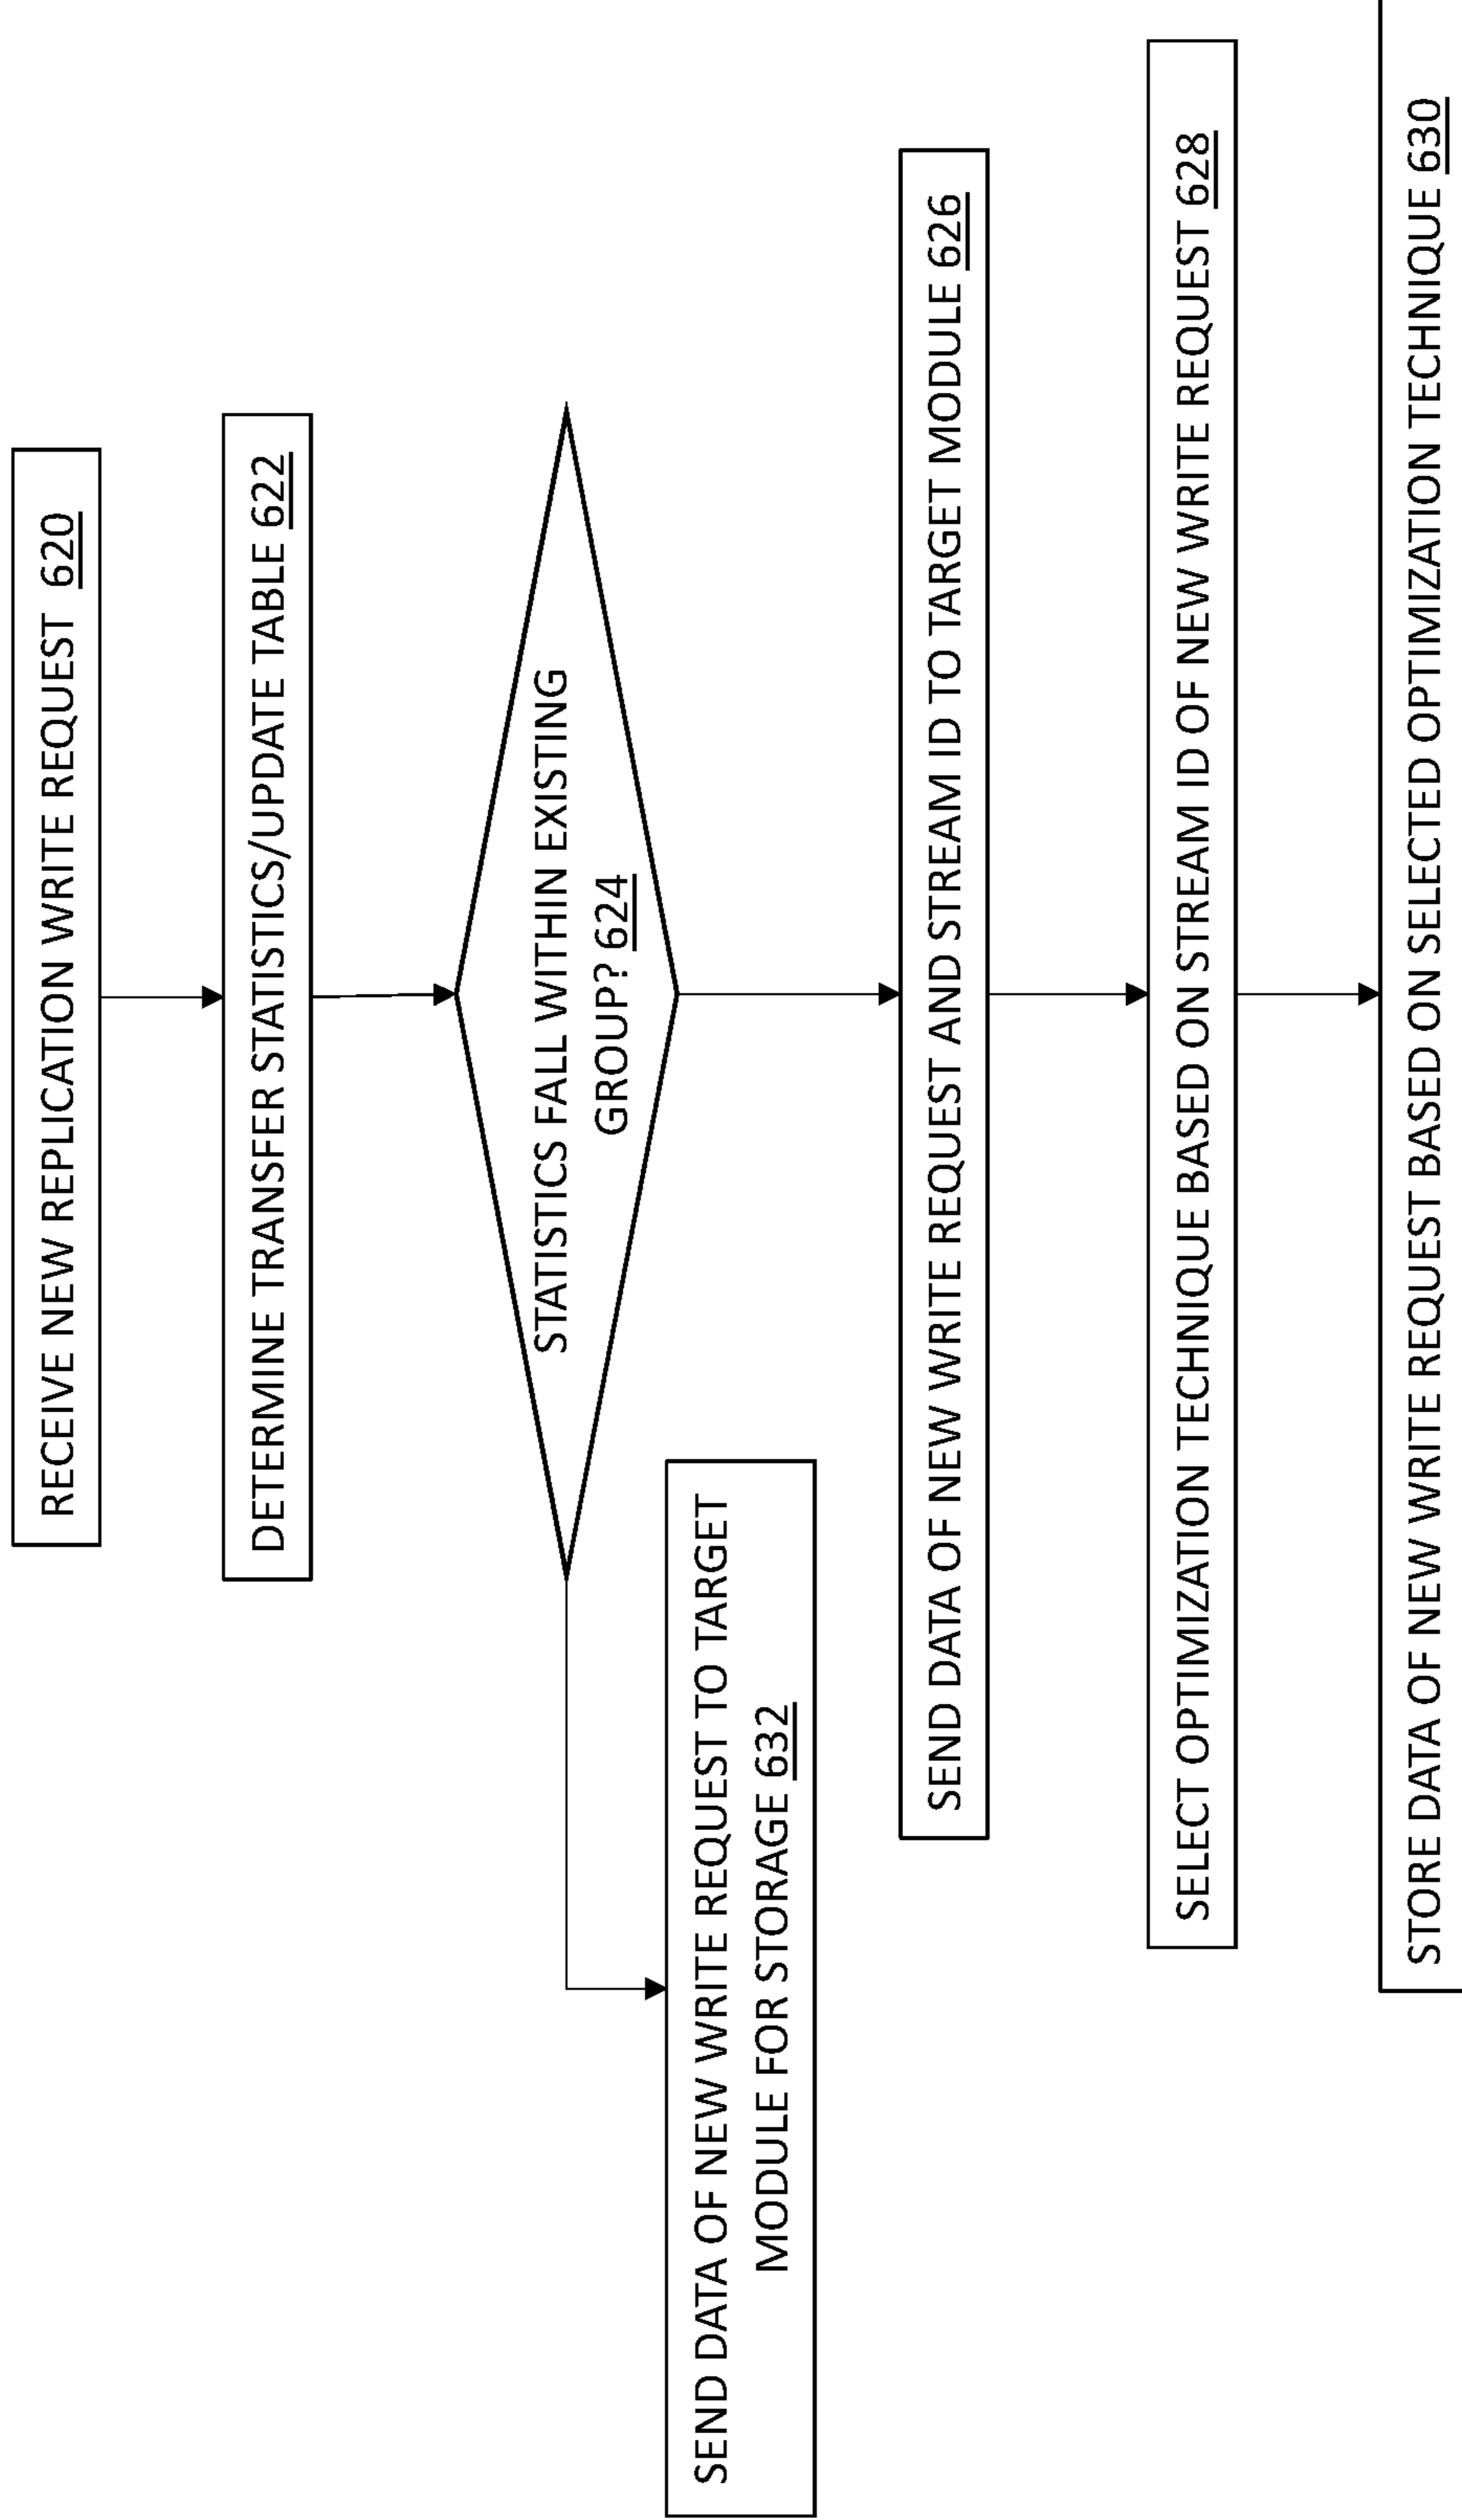 RECEIVE NEW REPLICATION WRITE REQUEST 620
DETERMINE TRANSFER STATISTICS/UPDATE TABLE 622
STATISTICS FALL WITHIN EXISTING
GROUP? 624
SEND DATA OF NEW WRITE REQUEST TO TARGET
MODULE FOR STORAGE 632
SEND DATA OF NEW WRITE REQUEST AND STREAM ID TO TARGET MODULE 626
SELECT OPTIMIZATION TECHNIQUE BASED ON STREAM ID OF NEW WRITE REQUEST 628
STORE DATA OF NEW WRITE REQUEST BASED ON SELECTED OPTIMIZATION TECHNIQUE 630